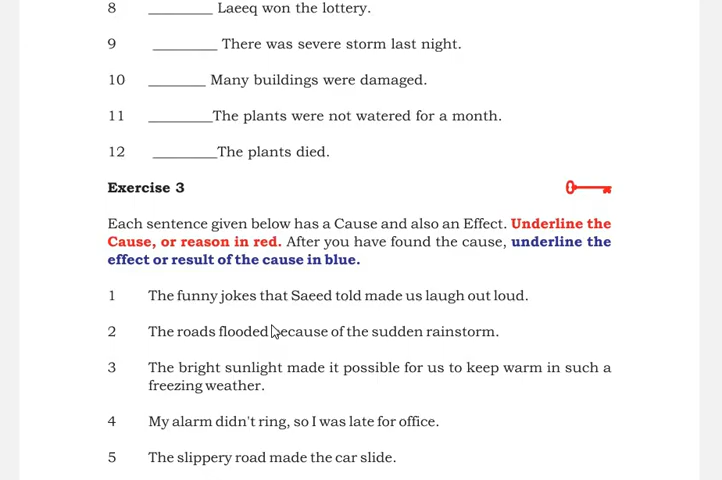 8 ________ Laeeq won the lottery.
9 ________ There was severe storm last night.
10 _______ Many buildings were damaged.
11 ________The plants were not watered for a month.
12 ________The plants died.
Exercise 3
Each sentence given below has a Cause and also an Effect. Underline the
Cause, or reason in red. After you have found the cause, underline the
effect or result of the cause in blue.
1 The funny jokes that Saeed told made us laugh out loud.
2 The roads flooded because of the sudden rainstorm.
3 The bright sunlight made it possible for us to keep warm in such a
freezing weather.
4 My alarm didn't ring, so I was late for office.
5 The slippery road made the car slide.